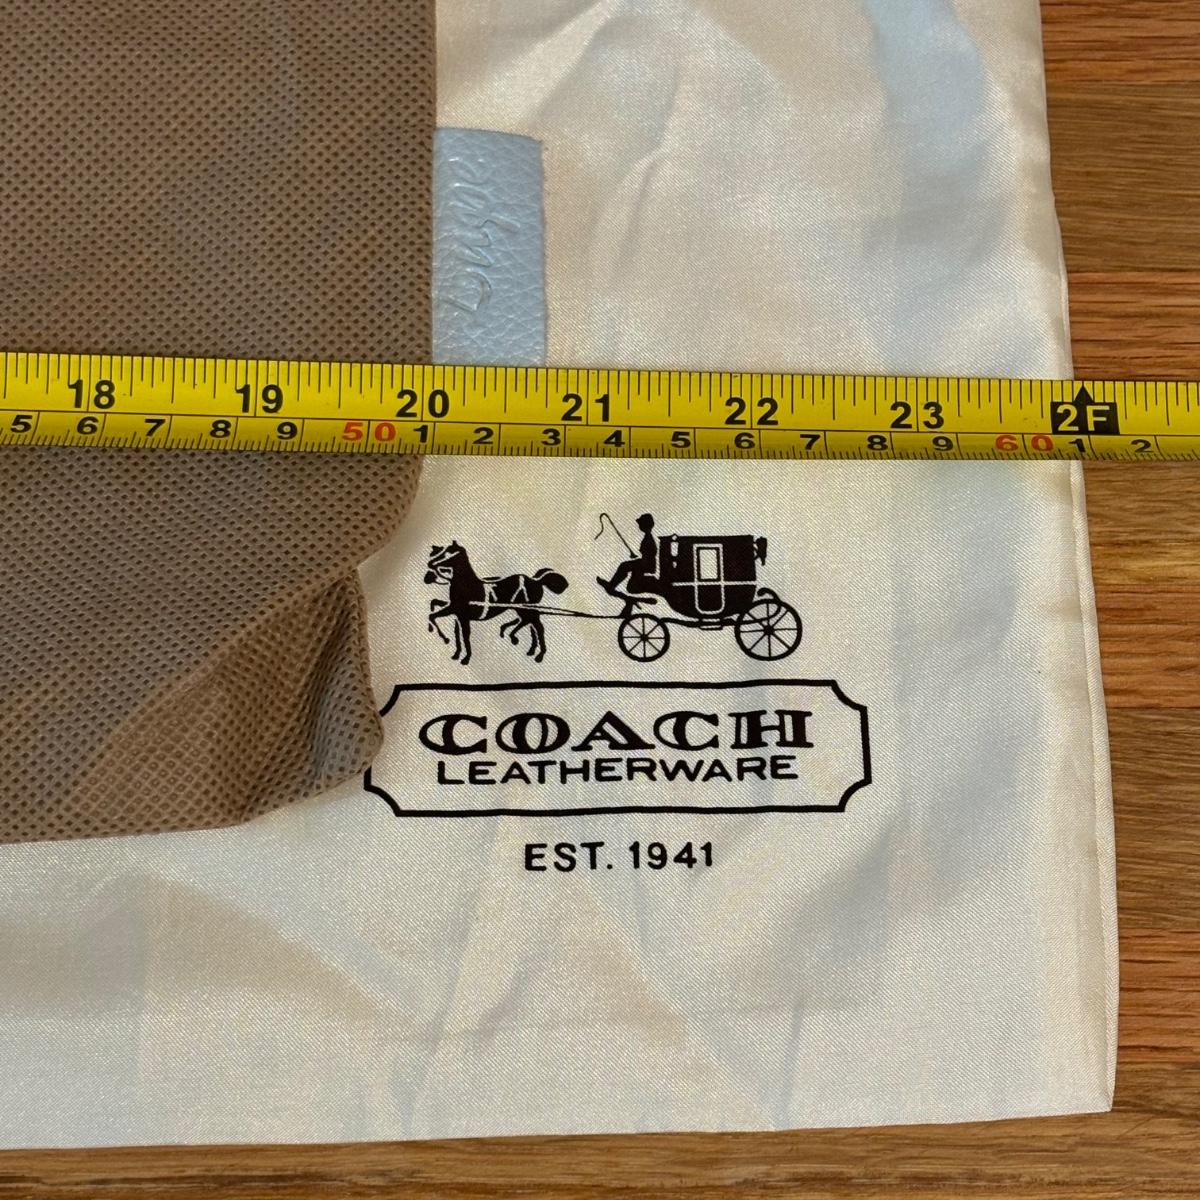 18 19 20 21 22 23 2F
5 6 7 8 9 50 1 2 3 4 5 6 7 8 9 60 1 2
COACH
LEATHERWARE
EST. 1941